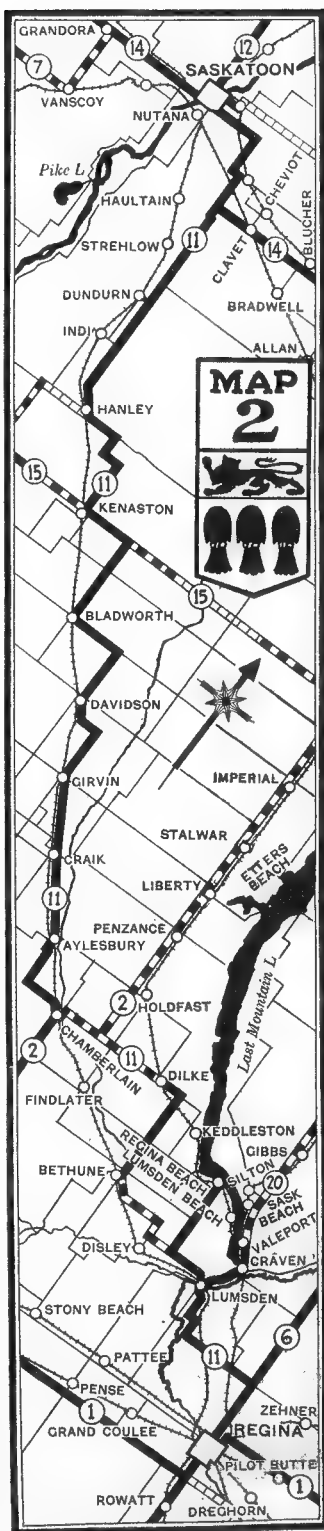 GRANDORA
14
12
7
SASKATOON
VANSCOY
NUTANA
Pike L
CHEVIOT
HAULTAIN
11
STREHLOW
CLAVET
14
BLUCHER
DUNDURN
BRADWELL
INDI
ALLAN
MAP
2
HANLEY
15
11
KENASTON
15
BLADWORTH
DAVIDSON
IMPERIAL
GIRVIN
STALWAR
ETTERS
BEACH
CRAIK
LIBERTY
11
PENZANCE
AYLESBURY
Last Mountain L
2
HOLDFAST
CHAMBERLAIN
2
11
DILKE
FINDLATER
KEDDLESTON
GIBBS
REGINA BEACH
LUMSDEN BEACH
SILTON
20
SASK
BEACH
BETHUNE
VALEPORT
DISLEY
CRAVEN
LUMSDEN
STONY BEACH
6
11
PATTEE
PENSE
1
ZEHNER
GRAND COULEE
REGINA
PILOT BUTTE
1
ROWATT
DREGHORN